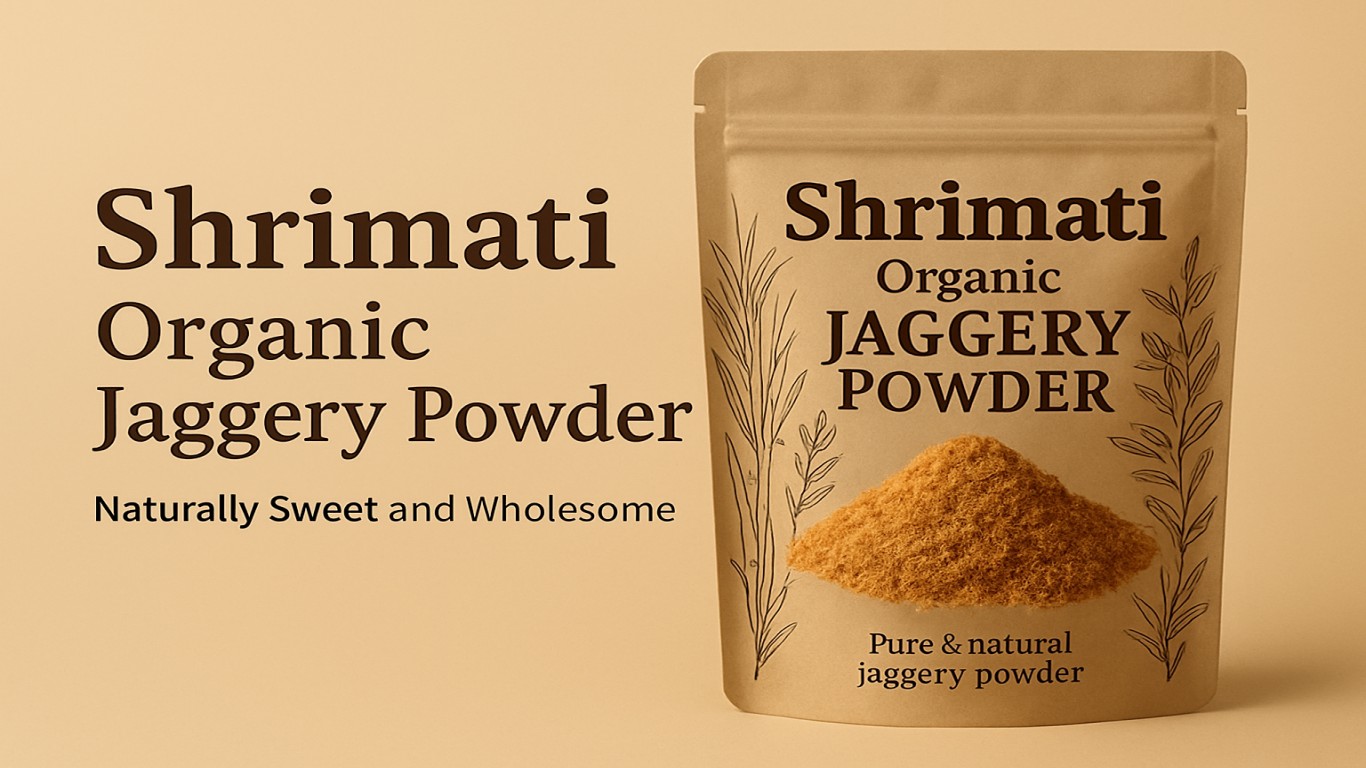 Shrimati
Organic
Jaggery Powder
Naturally Sweet and Wholesome
Shrimati
Organic
JAGGERY
POWDER
Pure & natural
jaggery powder